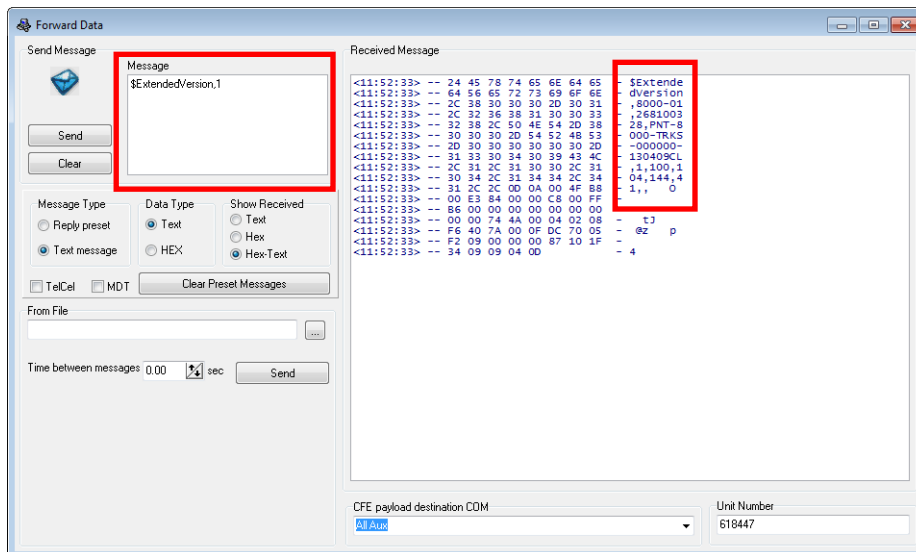 Forward Data
Send Message
Message
$ExtendedVersion,1
Send
Clear
Message Type
Reply preset
Text message
Data Type
Text
HEX
Show Received
Text
Hex
Hex-Text
TelCel
MDT
Clear Preset Messages
From File
...
Time between messages 0.00 sec
Send
Received Message
<11:52:33> -- 24 45 78 74 65 6E 64 65 - $Extende
<11:52:33> -- 64 56 65 72 73 69 6F 6E - dVersion
<11:52:33> -- 2C 38 30 30 30 2D 30 31 - ,8000-01
<11:52:33> -- 2C 32 36 38 31 30 30 33 - ,2681003
<11:52:33> -- 32 38 2C 50 4E 54 2D 38 - 28,PNT-8
<11:52:33> -- 30 30 30 2D 54 52 4B 53 - 000-TRKS
<11:52:33> -- 2D 30 30 30 30 30 30 2D - -000000-
<11:52:33> -- 31 33 30 34 30 39 43 4C - 130409CL
<11:52:33> -- 2C 31 2C 31 30 30 2C 31 - ,1,100,1
<11:52:33> -- 30 34 2C 31 34 34 2C 34 - 04,144,4
<11:52:33> -- 31 2C 2C 0D 0A 00 4F B8 - 1,, O
<11:52:33> -- 00 E3 84 00 00 C8 00 FF -
<11:52:33> -- B6 00 00 00 00 00 00 00 -
<11:52:33> -- 00 00 74 4A 00 04 02 08 - tJ
<11:52:33> -- F6 40 7A 00 0F DC 70 05 - @z p
<11:52:33> -- F2 09 00 00 00 87 10 1F -
<11:52:33> -- 34 09 09 04 0D - 4
CFE payload destination COM
All Aux
Unit Number
618447